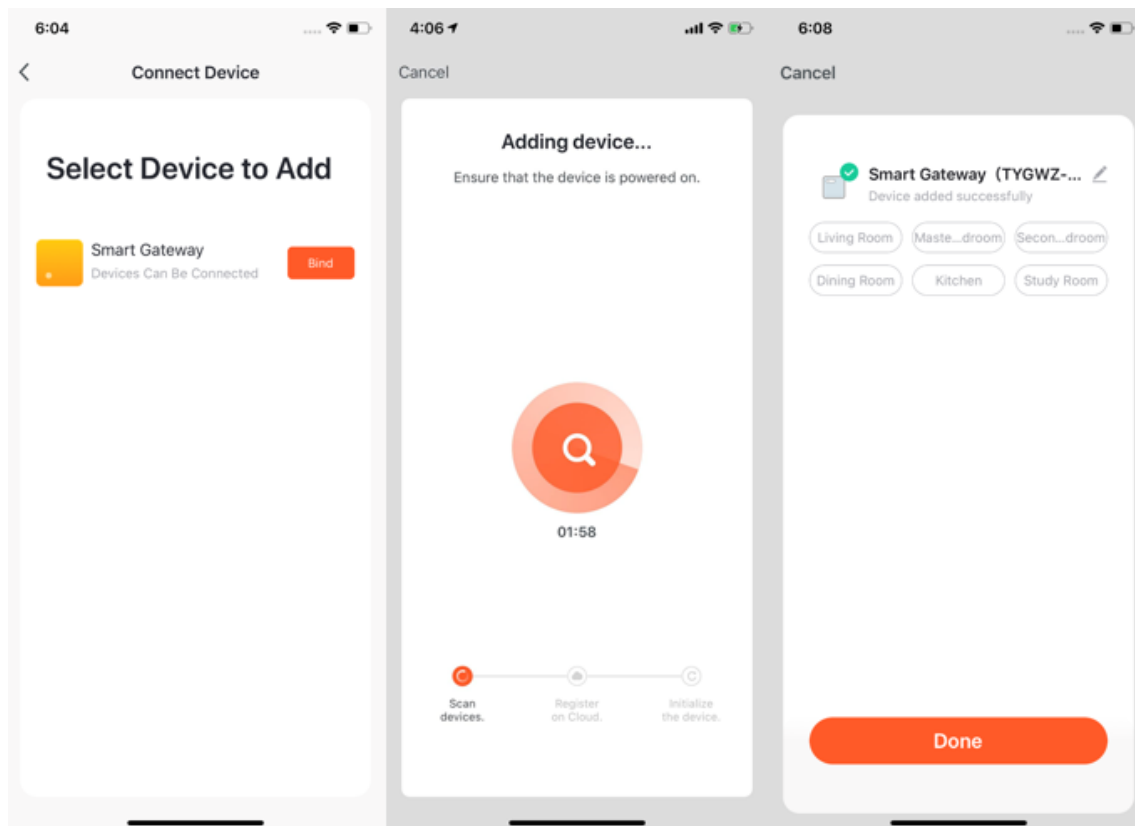 6:04
Connect Device
Select Device to Add
Smart Gateway
Devices Can Be Connected
Bind
4:06
Cancel
Adding device...
Ensure that the device is powered on.
01:58
Scan
devices.
Register
on Cloud.
Initialize
the device.
6:08
Cancel
Smart Gateway（TYGWZ-...
Device added successfully
Living Room
Maste...droom
Secon...droom
Dining Room
Kitchen
Study Room
Done